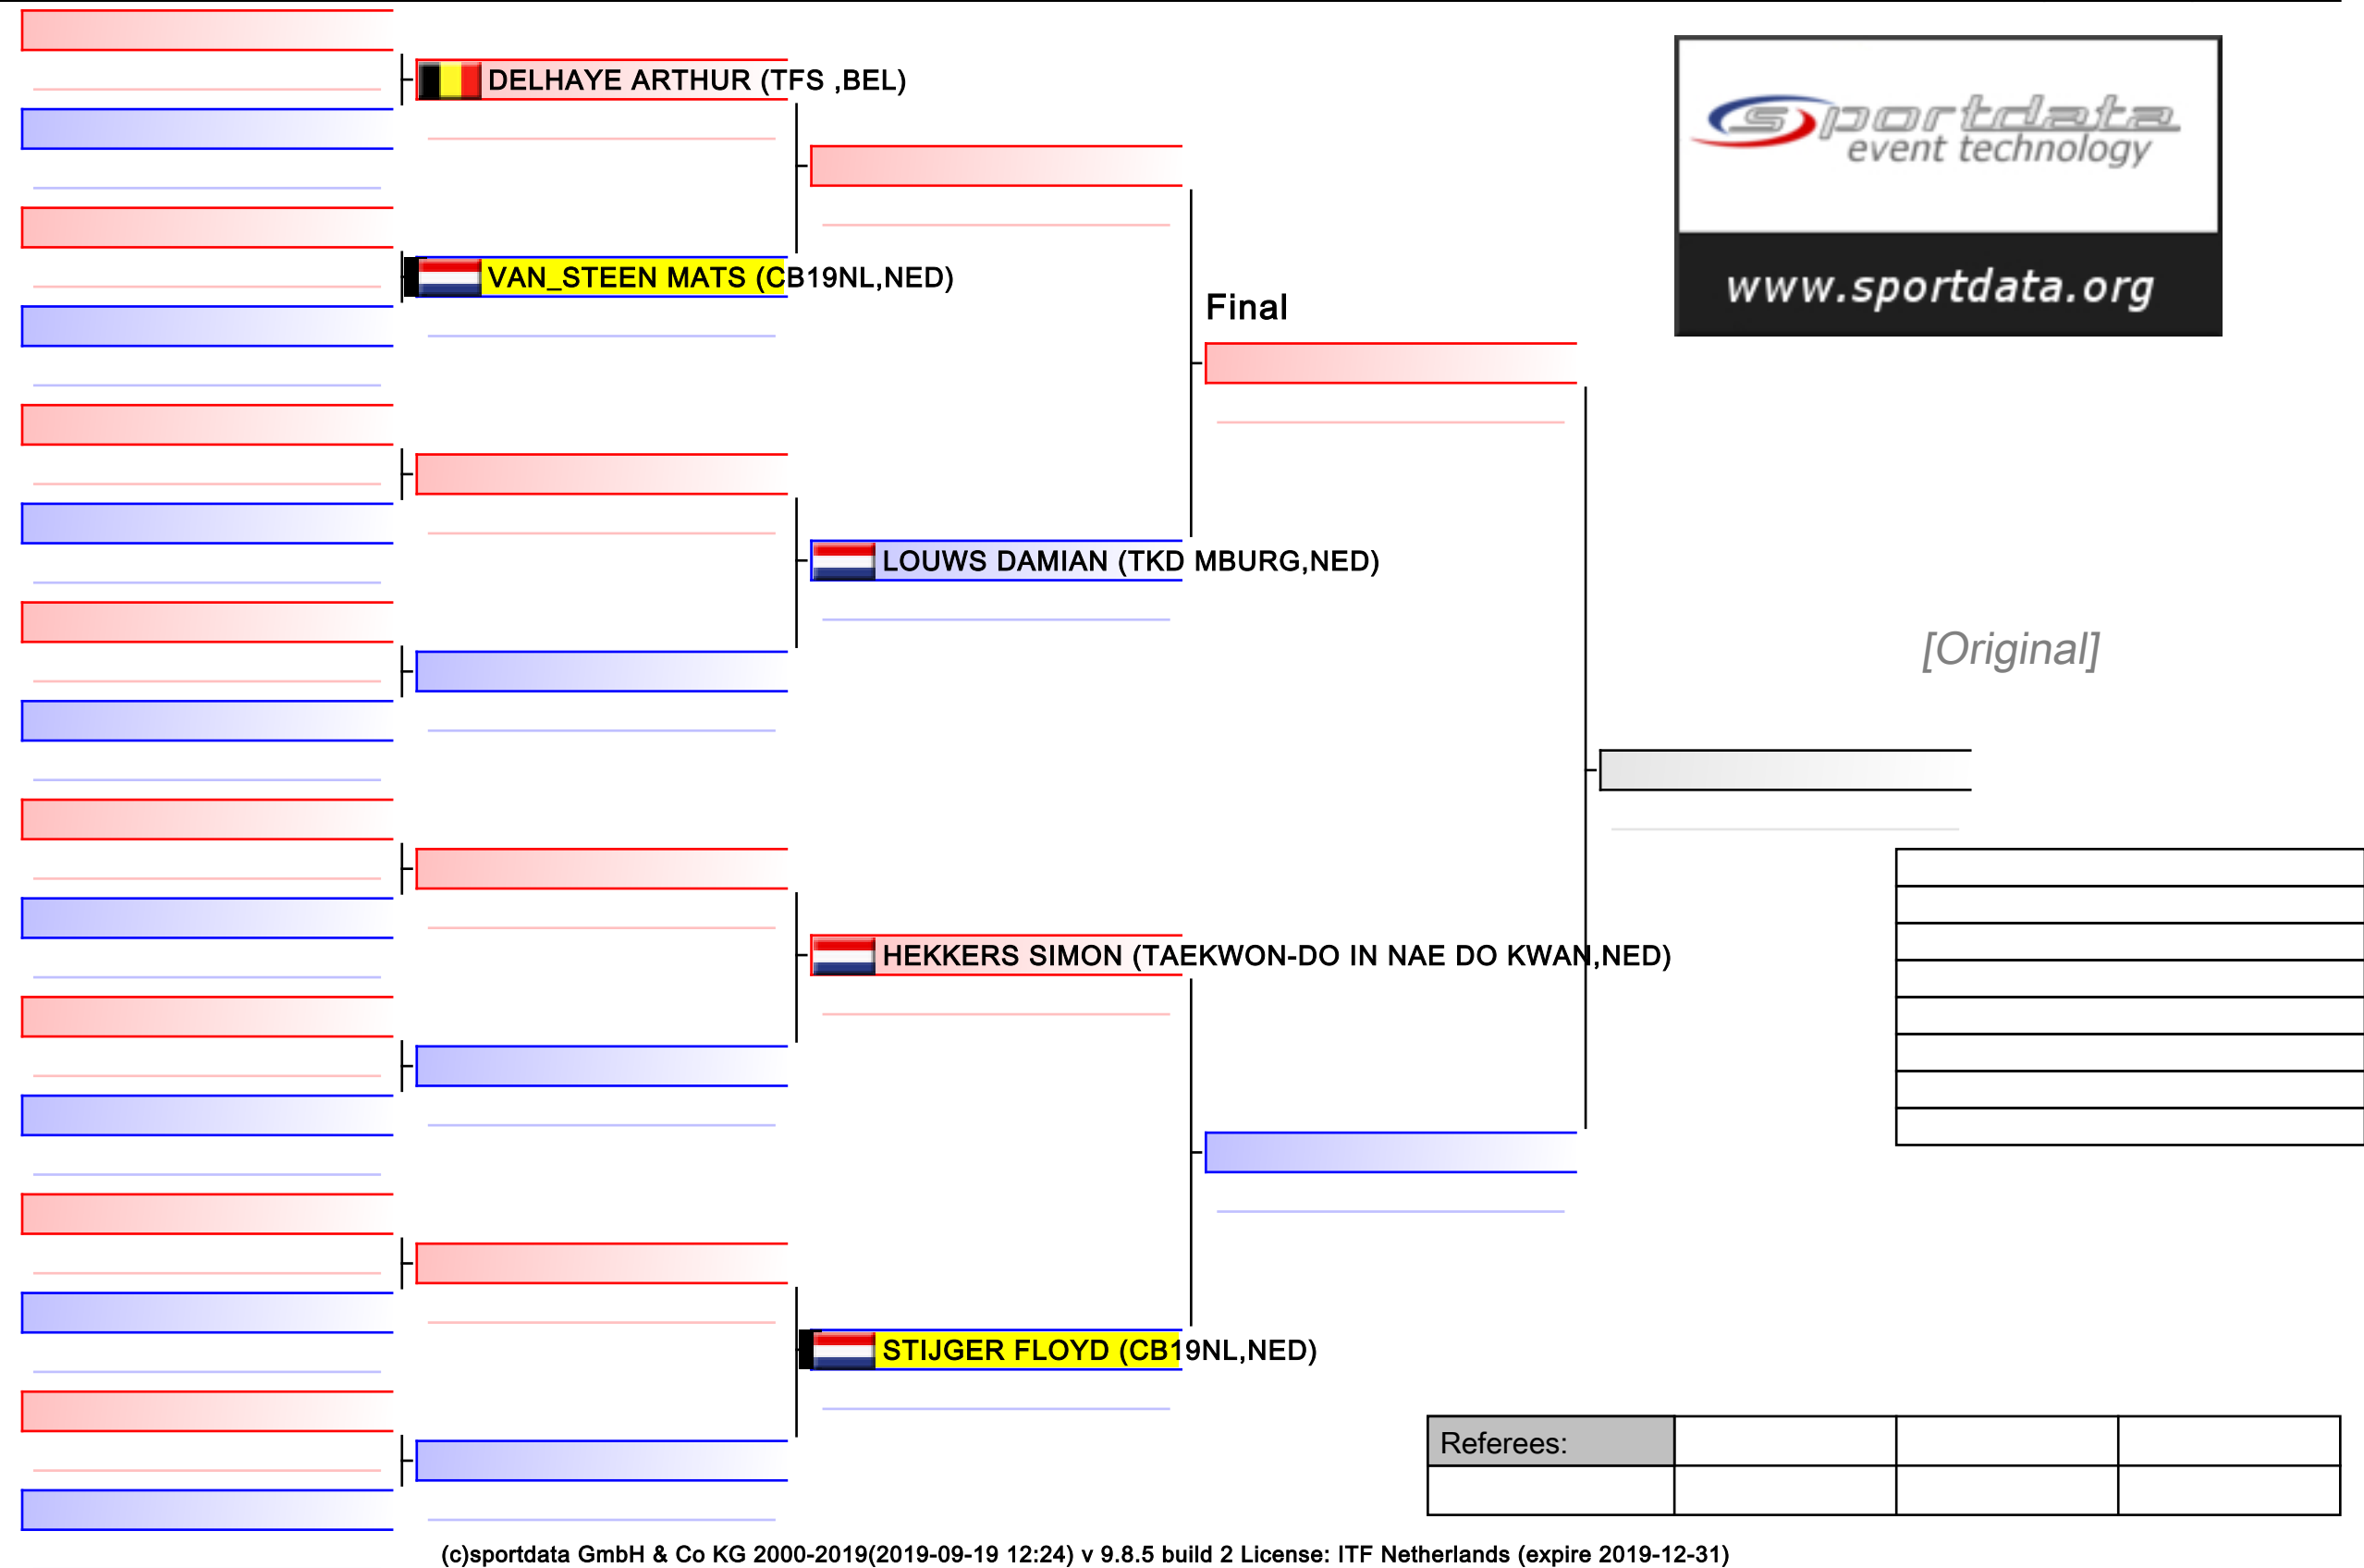 DELHAYE ARTHUR (TFS ,BEL)
sportdata
event technology
www.sportdata.org
VAN_STEEN MATS (CB19NL,NED)
Final
LOUWS DAMIAN (TKD MBURG,NED)
[Original]
HEKKERS SIMON (TAEKWON-DO IN NAE DO KWAN,NED)
STIJGER FLOYD (CB19NL,NED)
Referees:
(c)sportdata GmbH & Co KG 2000-2019(2019-09-19 12:24) v 9.8.5 build 2 License: ITF Netherlands (expire 2019-12-31)